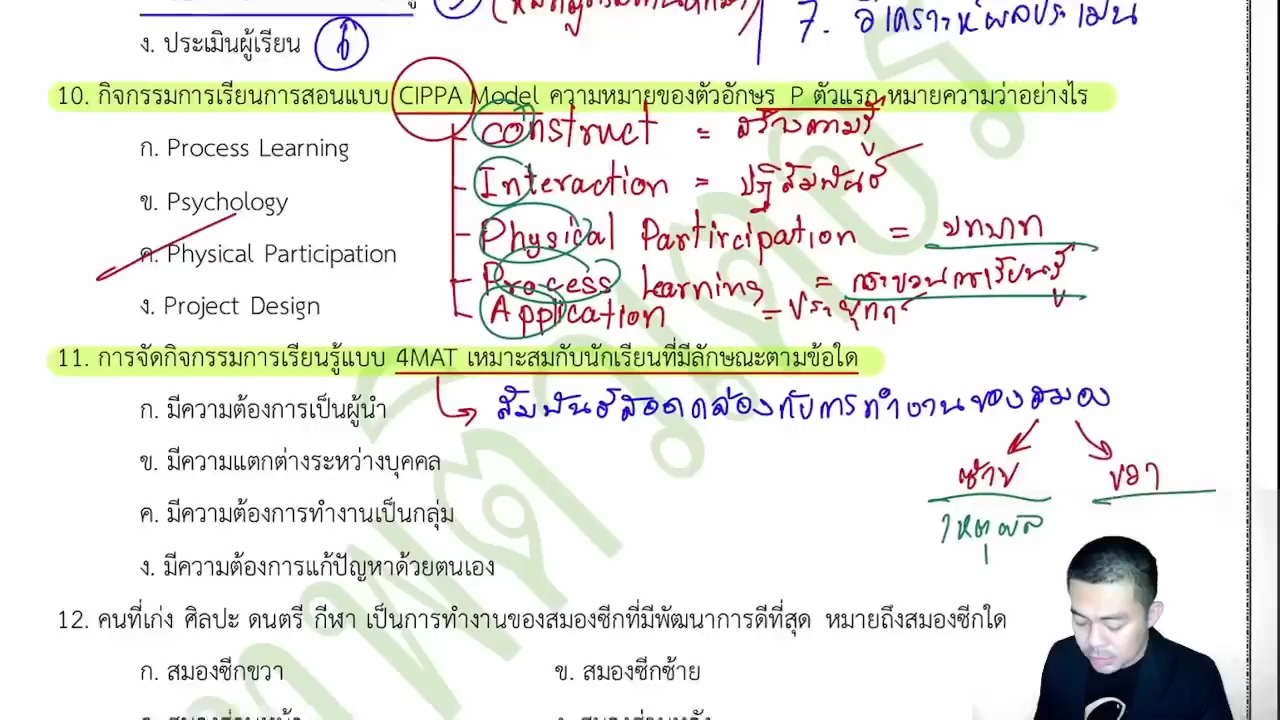 7. วิเคราะห์ผลประเมิน
ง. ประเมินผู้เรียน 6
10. กิจกรรมการเรียนการสอนแบบ CIPPA Model ความหมายของตัวอักษร P ตัวแรก หมายความว่าอย่างไร
construct = สร้างความรู้
ก. Process Learning
Interaction = ปฏิสัมพันธ์
ข. Psychology
Physical Partircipation = บทบาท
ค. Physical Participation
Process Learning = กระบวนการเรียนรู้
ง. Project Design
Application = ประยุกต์
11. การจัดกิจกรรมการเรียนรู้แบบ 4MAT เหมาะสมกับนักเรียนที่มีลักษณะตามข้อใด
ก. มีความต้องการเป็นผู้นำ
สัมพันธ์สอดคล้องกับการทำงานของสมอง
ข. มีความแตกต่างระหว่างบุคคล
ซ้าย ขวา
ค. มีความต้องการทำงานเป็นกลุ่ม
เหตุผล
ง. มีความต้องการแก้ปัญหาด้วยตนเอง
12. คนที่เก่ง ศิลปะ ดนตรี กีฬา เป็นการทำงานของสมองซีกที่มีพัฒนาการดีที่สุด หมายถึงสมองซีกใด
ก. สมองซีกขวา ข. สมองซีกซ้าย